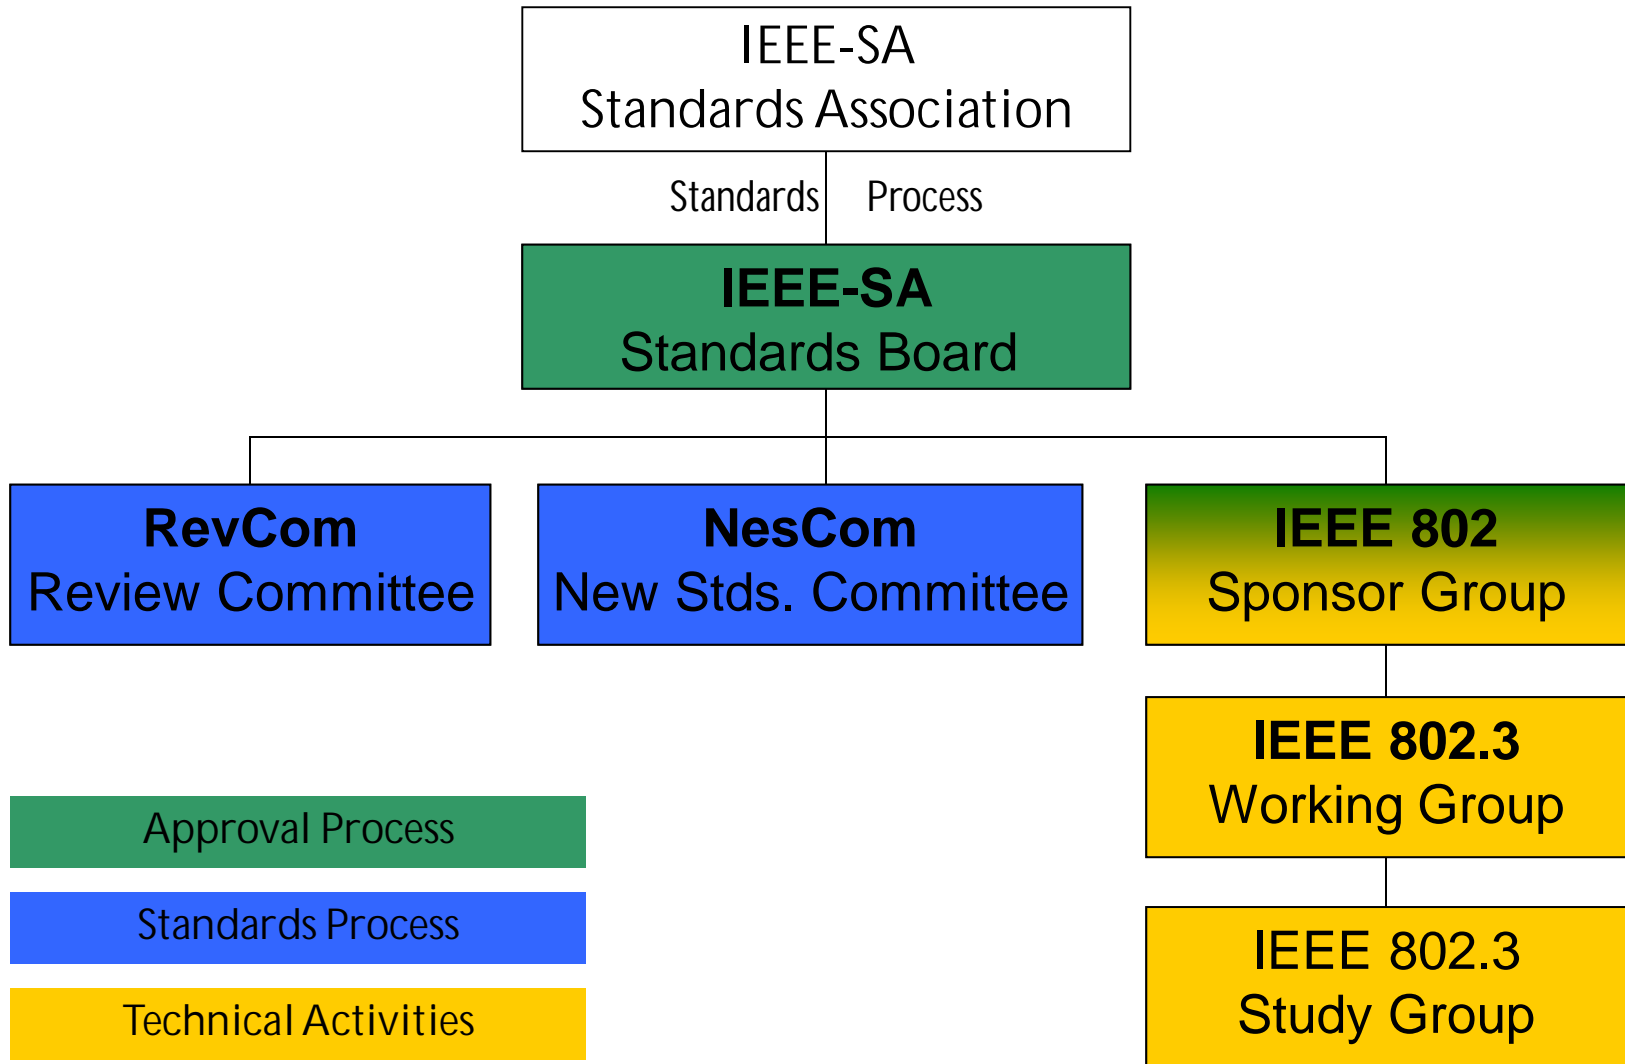 IEEE-SA
Standards Association
Standards Process
IEEE-SA
Standards Board
RevCom
Review Committee
NesCom
New Stds. Committee
IEEE 802
Sponsor Group
IEEE 802.3
Working Group
IEEE 802.3
Study Group
Approval Process
Standards Process
Technical Activities